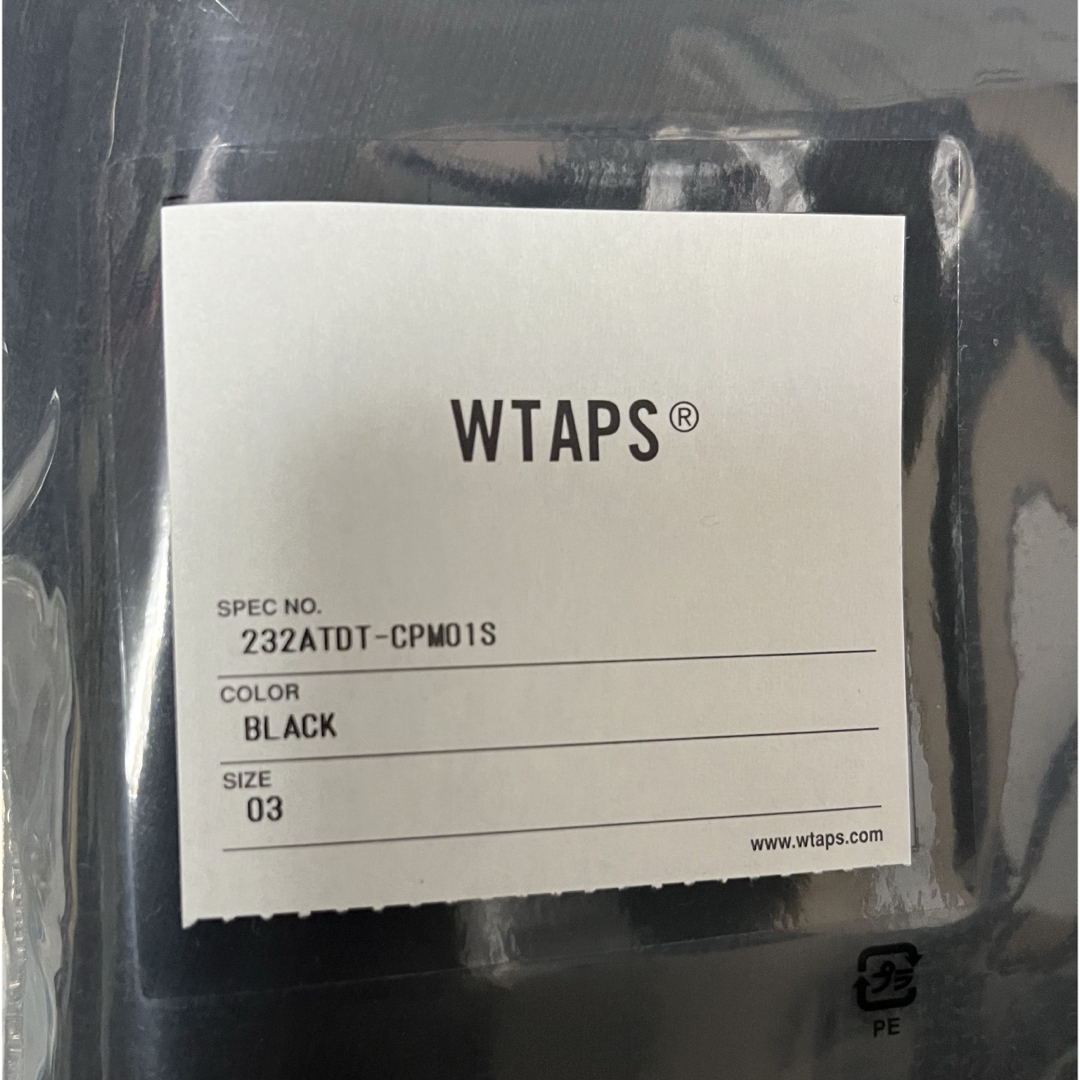 WTAPS®
SPEC NO.
232ATDT-CPM01S
COLOR
BLACK
SIZE
03
www.wtaps.com
プラ
PE